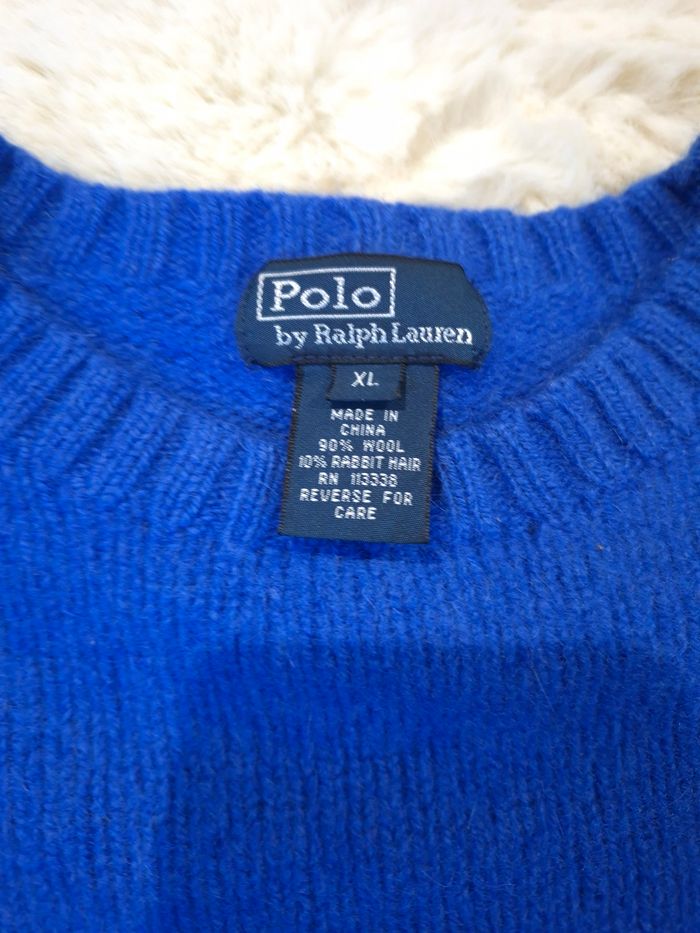 Polo
by Ralph Lauren
XL
MADE IN
CHINA
90% WOOL
10% RABBIT HAIR
RN 113338
REVERSE FOR
CARE